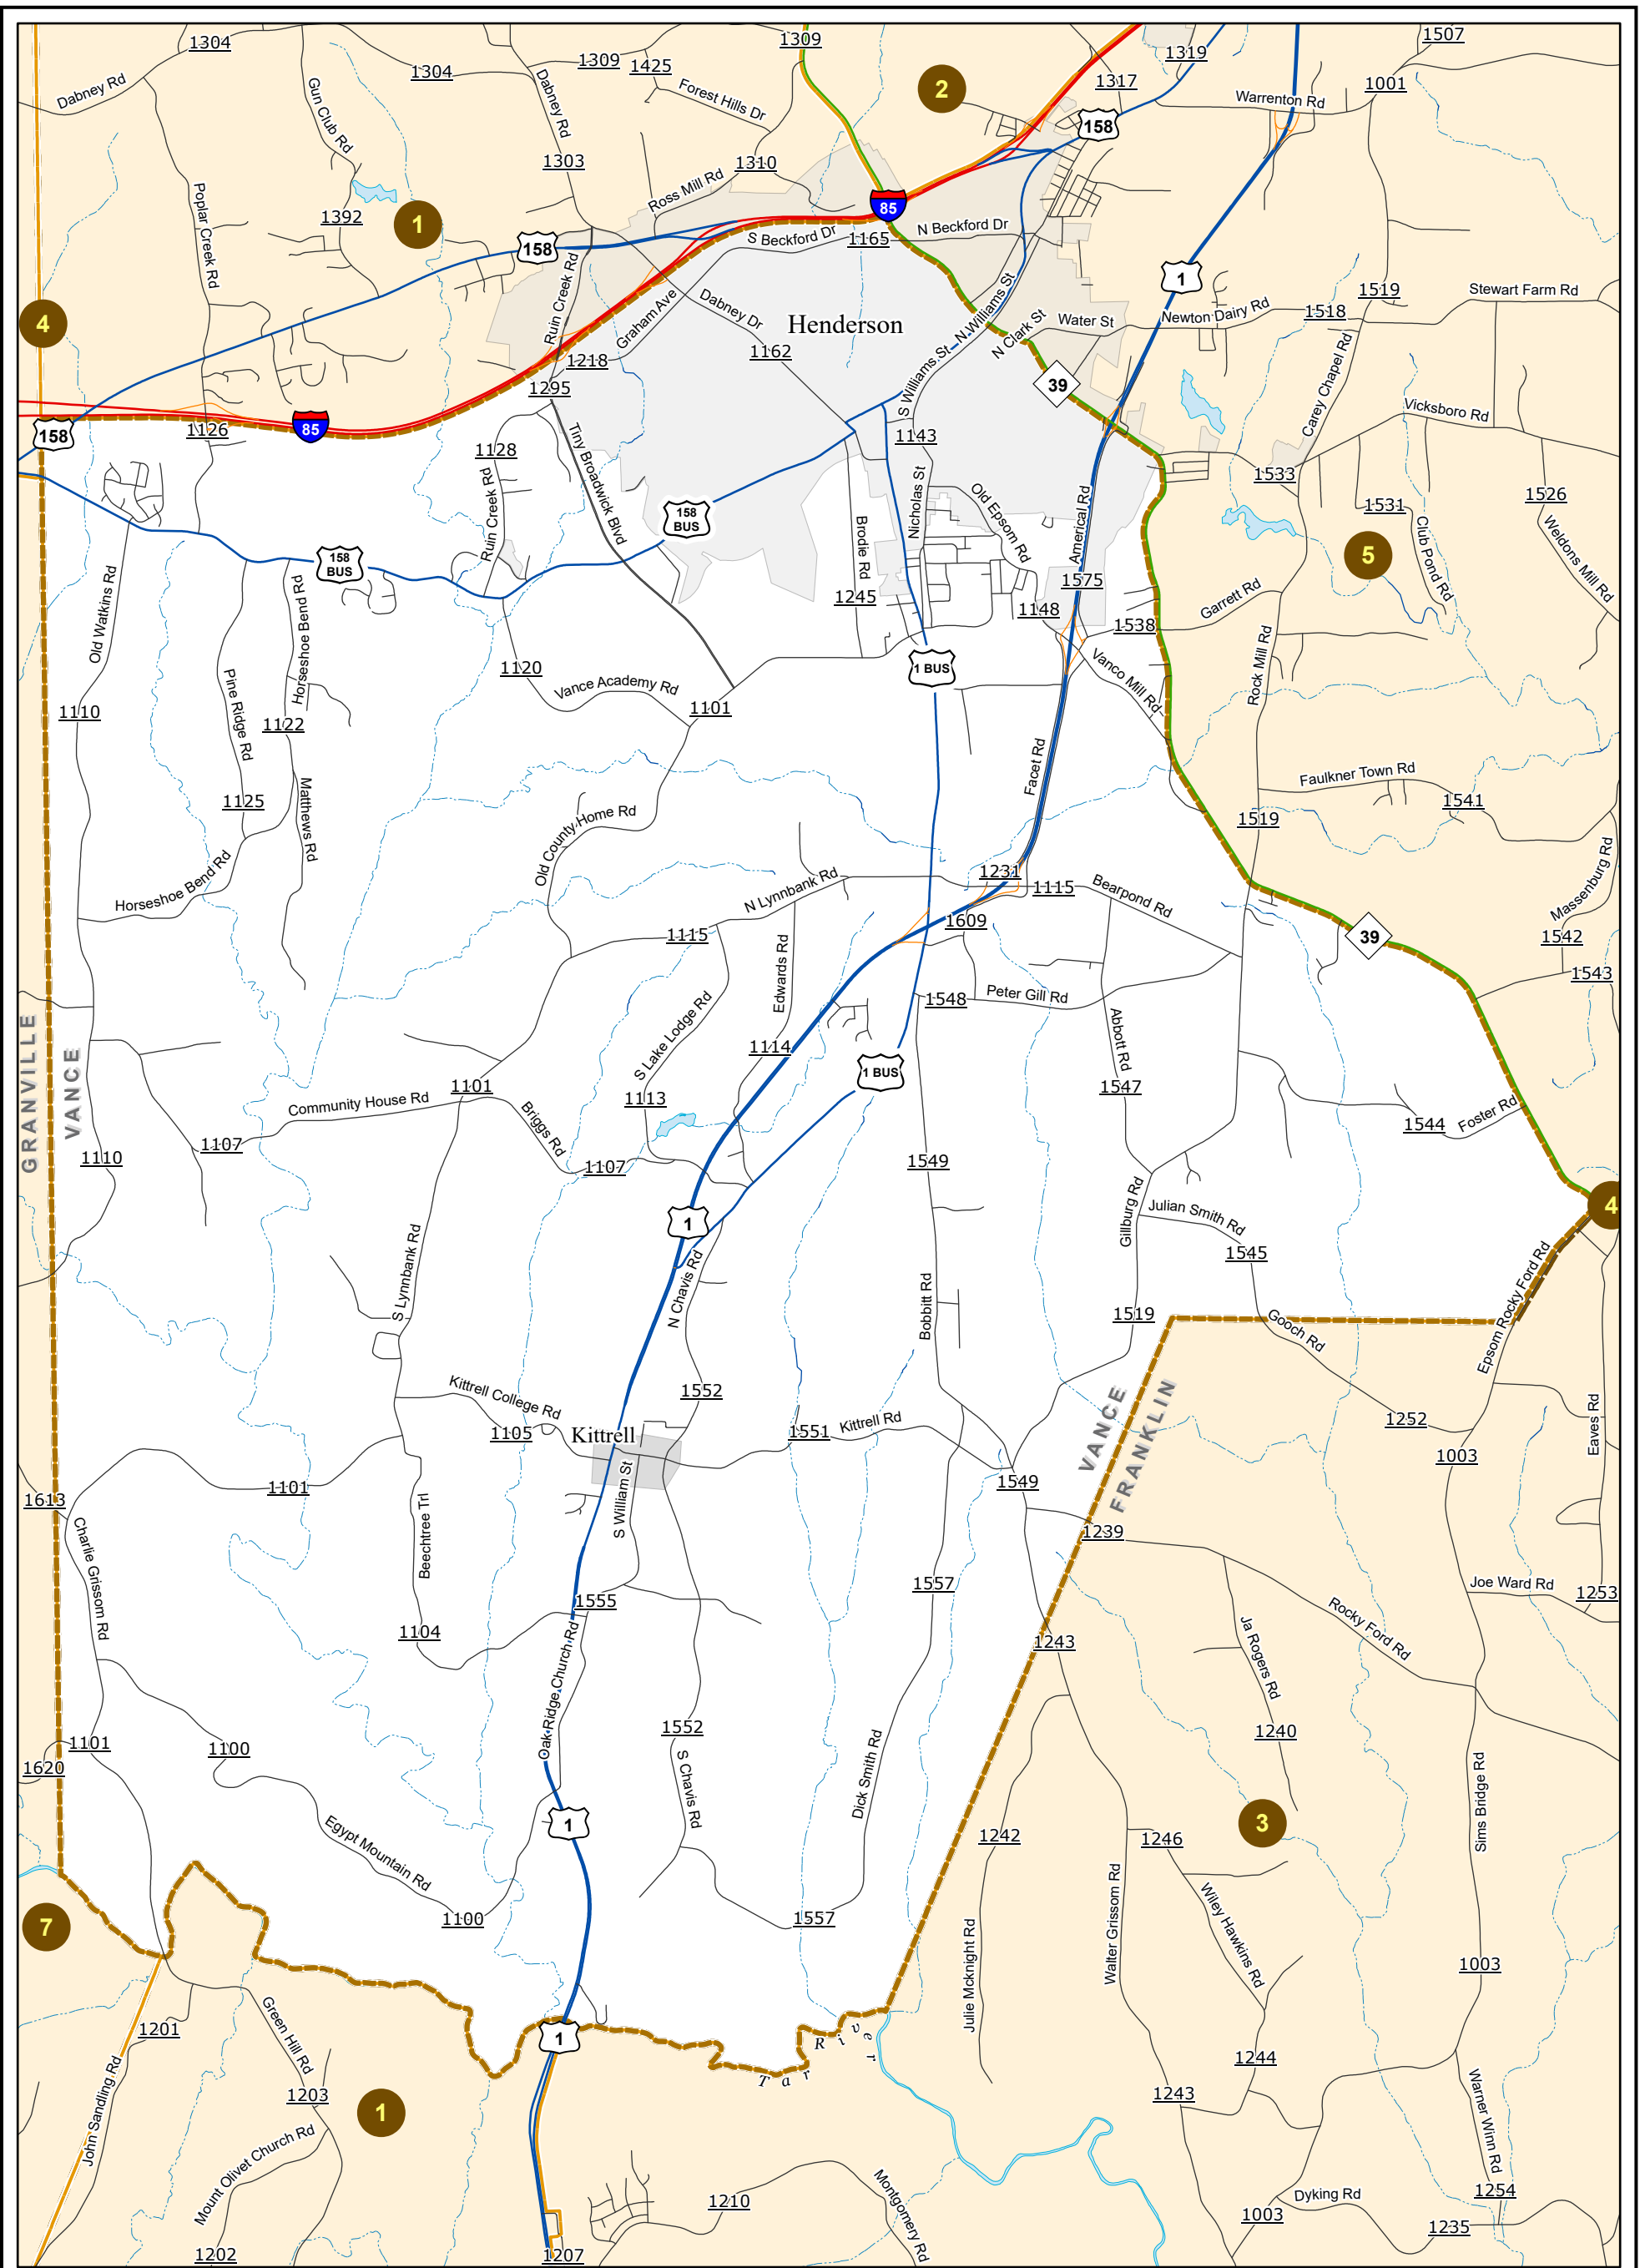 1304
1309
1507
1309
1319
1304
1425
1317
1001
Dabney Rd
Gun Club Rd
Dabney Rd
Forest Hills Dr
2
Warrenton Rd
158
1303
1310
Ross Mill Rd
Poplar Creek Rd
85
1392
1
N Beckford Dr
S Beckford Dr
1165
158
1
1519
Stewart Farm Rd
Ruin Creek Rd
Graham Ave
Dabney Dr
N Williams St
Newton Dairy Rd
1518
4
Henderson
N Clark St
Water St
1162
1218
Carey Chapel Rd
S Williams St
39
1295
Vicksboro Rd
158
1126
85
1143
1128
Tiny Broadwick Blvd
1533
Ruin Creek Rd
Nicholas St
Old Epsom Rd
1526
1531
158
BUS
Americal Rd
Brodie Rd
Club Pond Rd
Weldons Mill Rd
5
158
BUS
1575
Old Watkins Rd
Horseshoe Bend Rd
1245
1148
Garrett Rd
1538
1120
1 BUS
Vanco Mill Rd
Rock Mill Rd
Vance Academy Rd
Pine Ridge Rd
1110
1122
1101
Facet Rd
Faulkner Town Rd
1125
Matthews Rd
1541
Old County Home Rd
1519
Massenburg Rd
1231
Horseshoe Bend Rd
N Lynnbank Rd
1115
Bearpond Rd
1609
1115
39
1542
Edwards Rd
1543
S Lake Lodge Rd
1548
Peter Gill Rd
GRANVILLE
VANCE
1114
Abbott Rd
1 BUS
1101
1547
Community House Rd
1113
Briggs Rd
1544
Foster Rd
1107
1110
1107
1549
4
1
Gillburg Rd
Julian Smith Rd
1545
S Lynnbank Rd
N Chavis Rd
Bobbitt Rd
Epsom Rocky Ford Rd
1519
Gooch Rd
1552
Kittrell College Rd
VANCE
FRANKLIN
1252
1105
Kittrell
1551
Kittrell Rd
Eaves Rd
1003
1101
1549
1613
S William St
Beechtree Trl
Charlie Grissom Rd
1239
1557
Joe Ward Rd
1253
1555
1104
Rocky Ford Rd
1243
Ja Rogers Rd
Oak Ridge Church Rd
1552
1240
1101
1100
1620
S Chavis Rd
Dick Smith Rd
Sims Bridge Rd
1
3
1242
1246
Egypt Mountain Rd
Walter Grissom Rd
Wiley Hawkins Rd
7
1100
1557
Julie Mcknight Rd
1003
1201
Green Hill Rd
1
Tar River
1244
John Sandling Rd
1203
1
1243
Warner Winn Rd
Mount Olivet Church Rd
Montgomery Rd
1210
Dyking Rd
1254
1003
1235
1202
1207